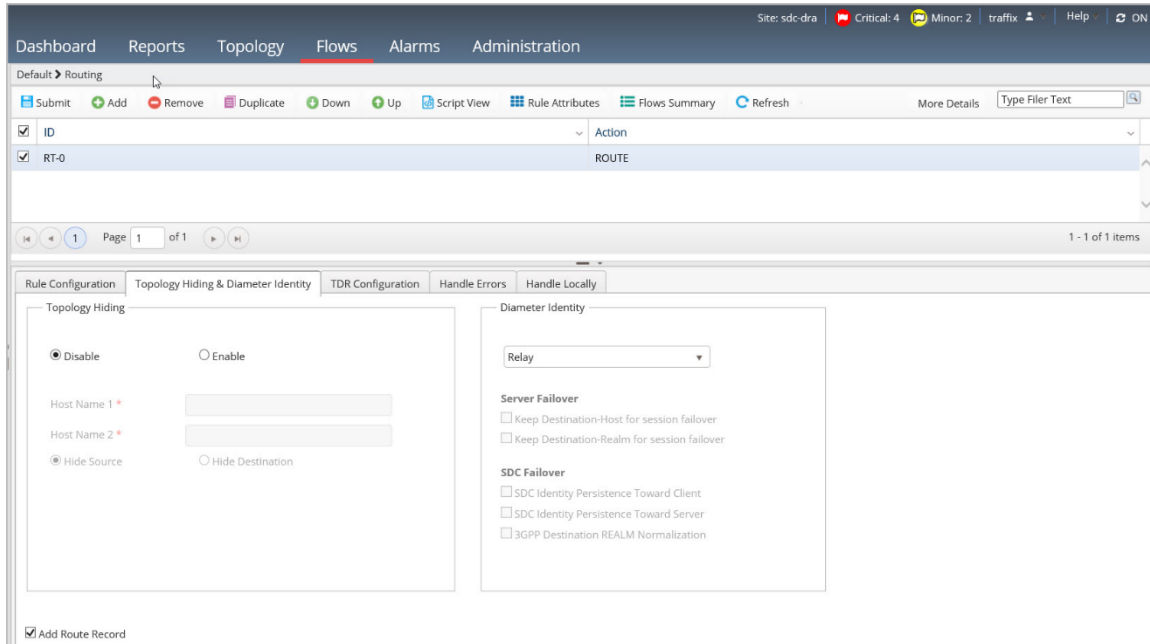 Site: sdc-dra Critical: 4 Minor: 2 traffix Help ON
Dashboard Reports Topology Flows Alarms Administration
Default > Routing
Submit Add Remove Duplicate Down Up Script View Rule Attributes Flows Summary Refresh More Details Type Filer Text
ID Action
RT-0 ROUTE
1 Page 1 of 1 1 - 1 of 1 items
Rule Configuration Topology Hiding & Diameter Identity TDR Configuration Handle Errors Handle Locally
Topology Hiding
Disable Enable
Host Name 1 *
Host Name 2 *
Hide Source Hide Destination
Diameter Identity
Relay
Server Failover
Keep Destination-Host for session failover
Keep Destination-Realm for session failover
SDC Failover
SDC Identity Persistence Toward Client
SDC Identity Persistence Toward Server
3GPP Destination REALM Normalization
Add Route Record